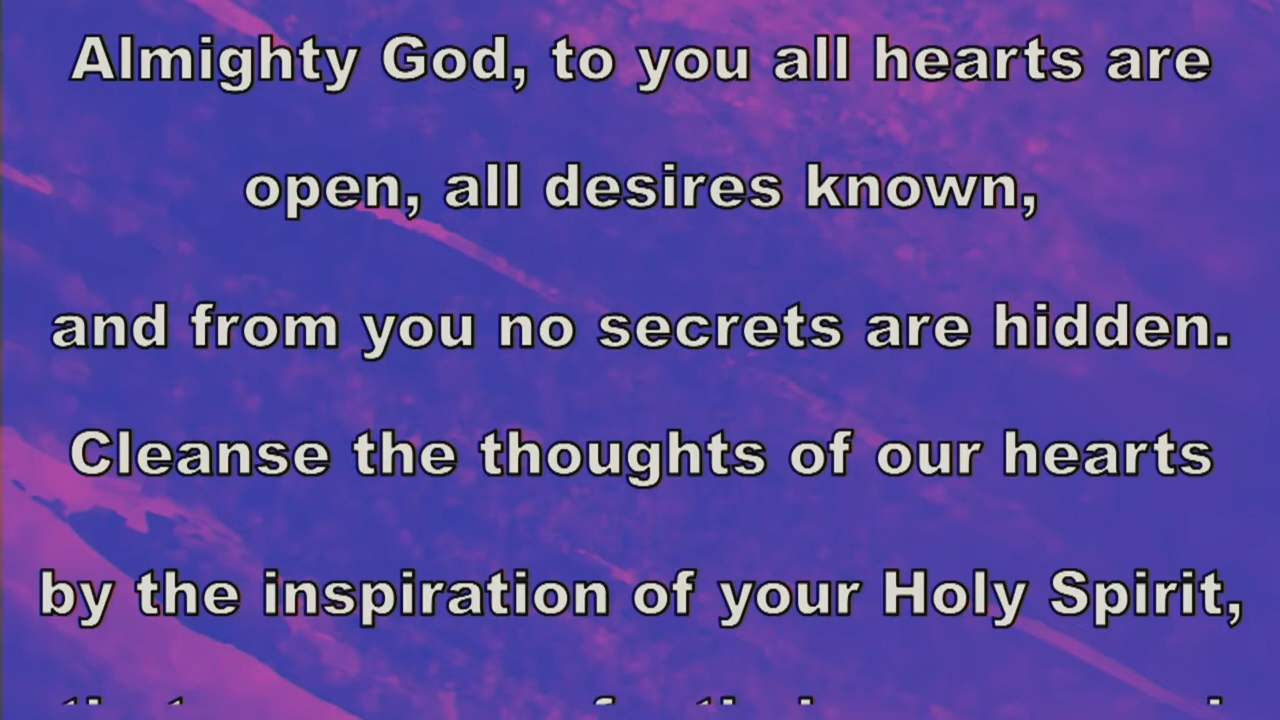 Almighty God, to you all hearts are
open, all desires known,
and from you no secrets are hidden.
Cleanse the thoughts of our hearts
by the inspiration of your Holy Spirit,